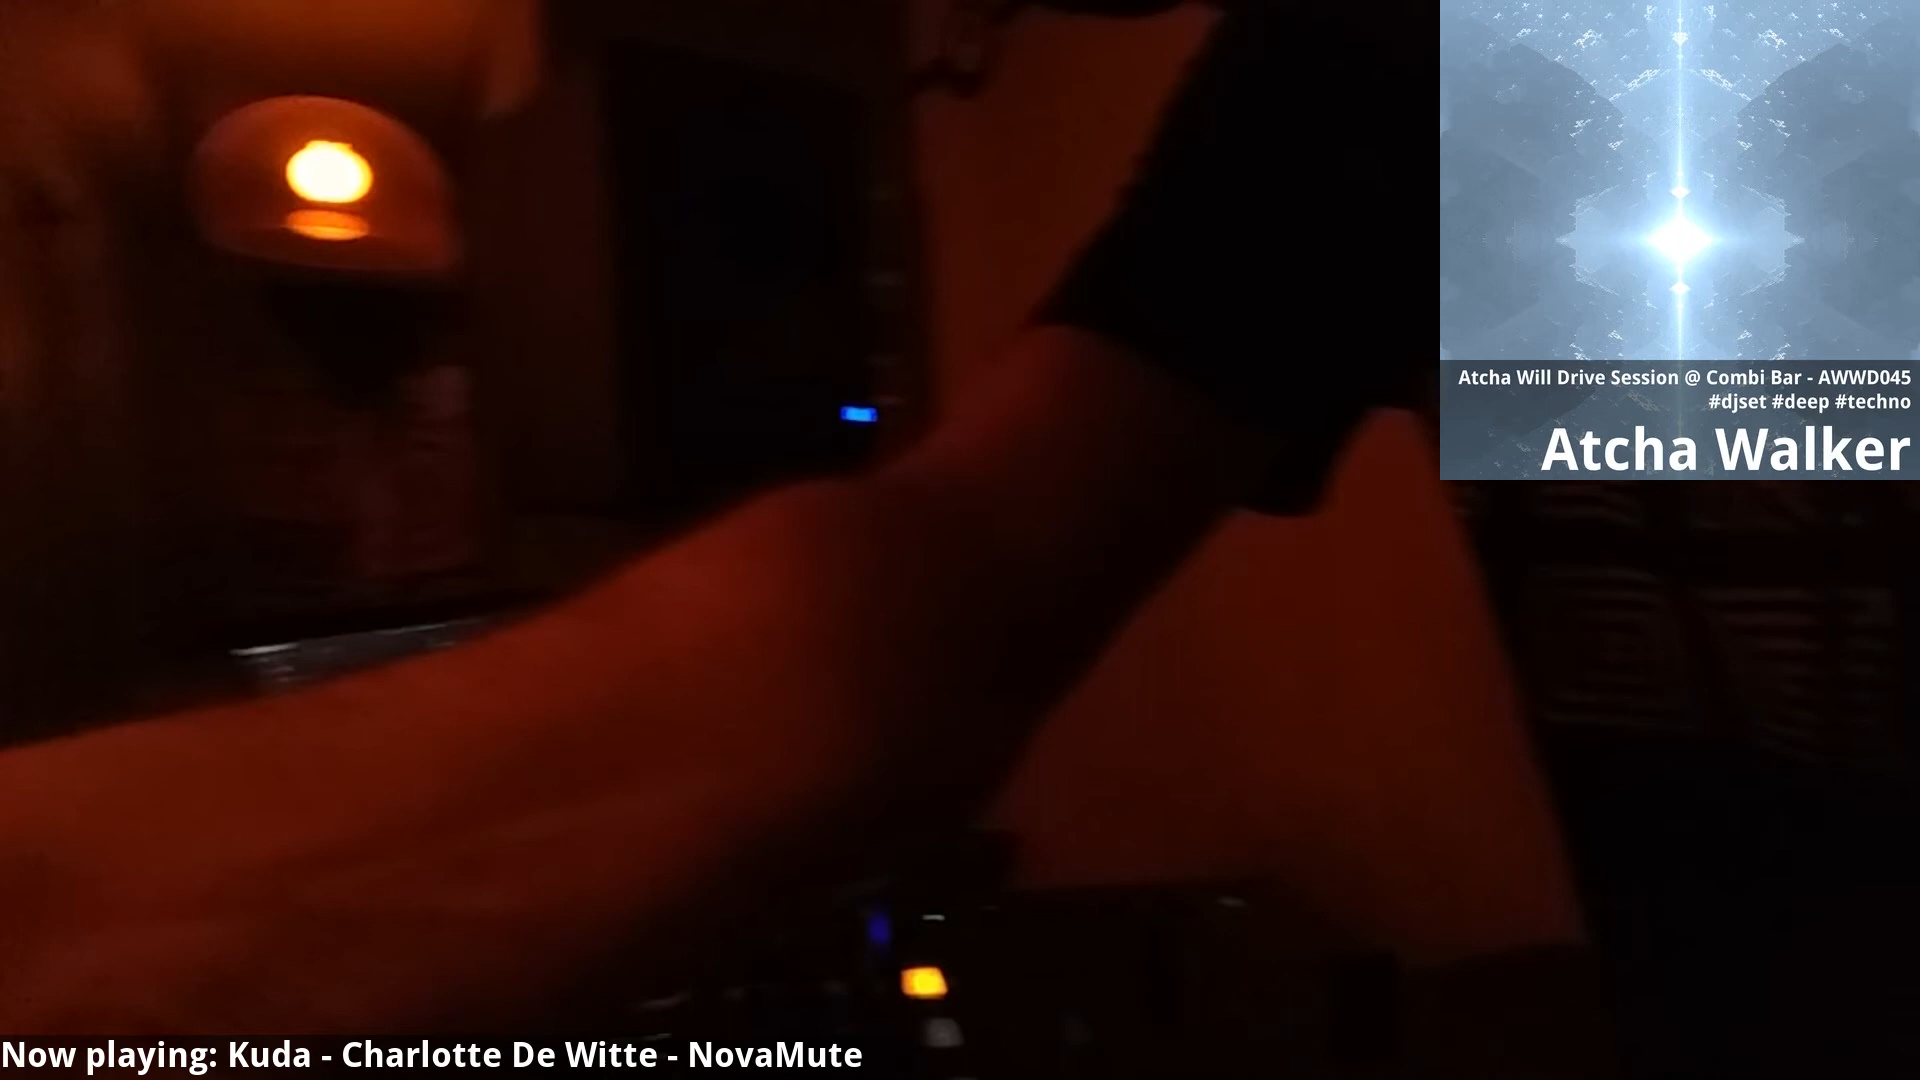 Atcha Will Drive Session @ Combi Bar - AWWD045
#djset #deep #techno
Atcha Walker
Now playing: Kuda - Charlotte De Witte - NovaMute